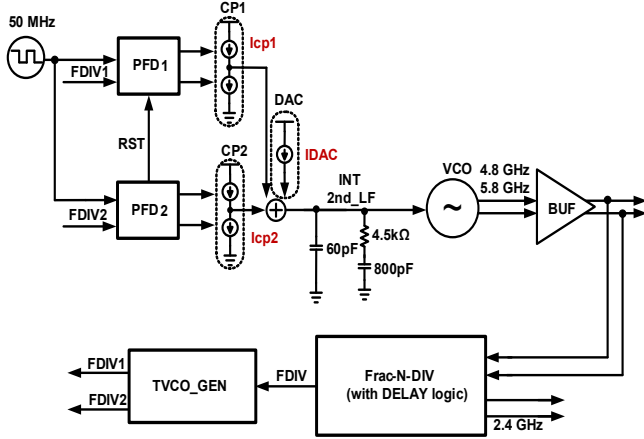 CP1
50 MHz
Icp1
PFD1
FDIV1
DAC
RST
IDAC
CP2
INT
2nd_LF
VCO
4.8 GHz
5.8 GHz
PFD2
BUF
FDIV2
Icp2
4.5kΩ
60pF
800pF
~
+
FDIV1
FDIV2
TVCO_GEN
FDIV
Frac-N-DIV
(with DELAY logic)
2.4 GHz